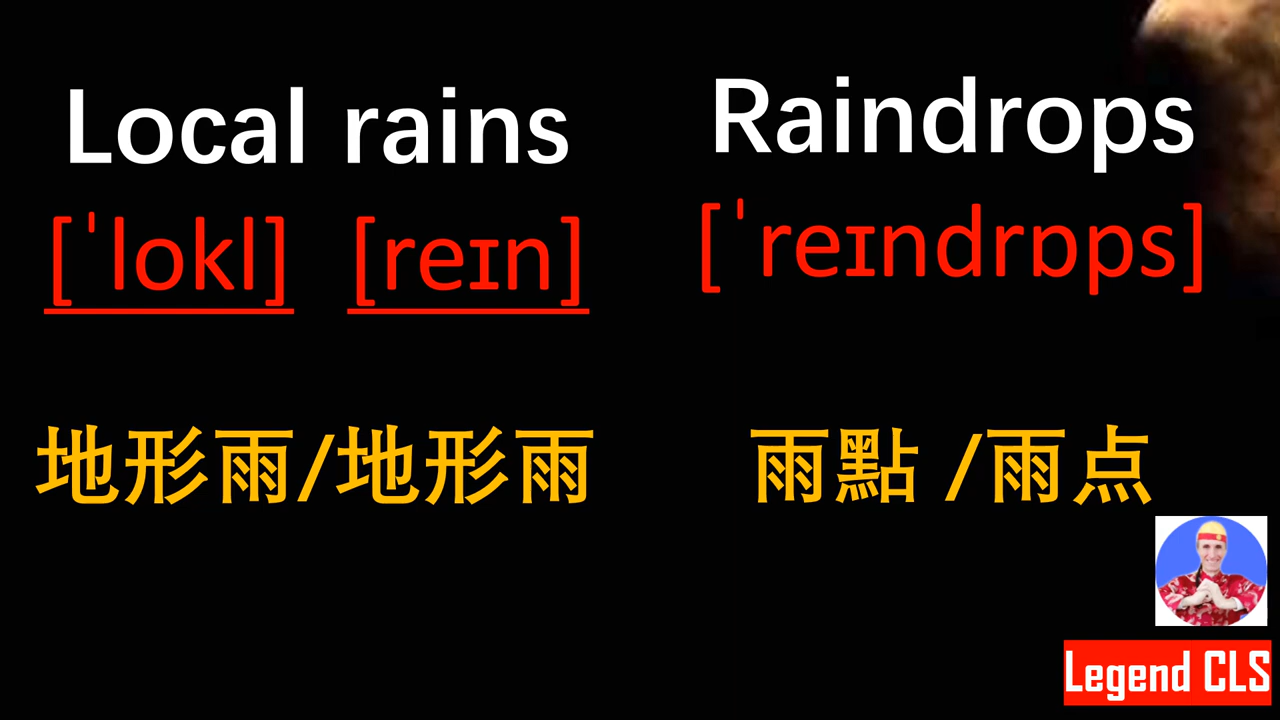 Local rains
[ˈlokl] [reɪn]
地形雨/地形雨
Raindrops
[ˈreɪndrɒps]
雨點 /雨点
Legend CLS